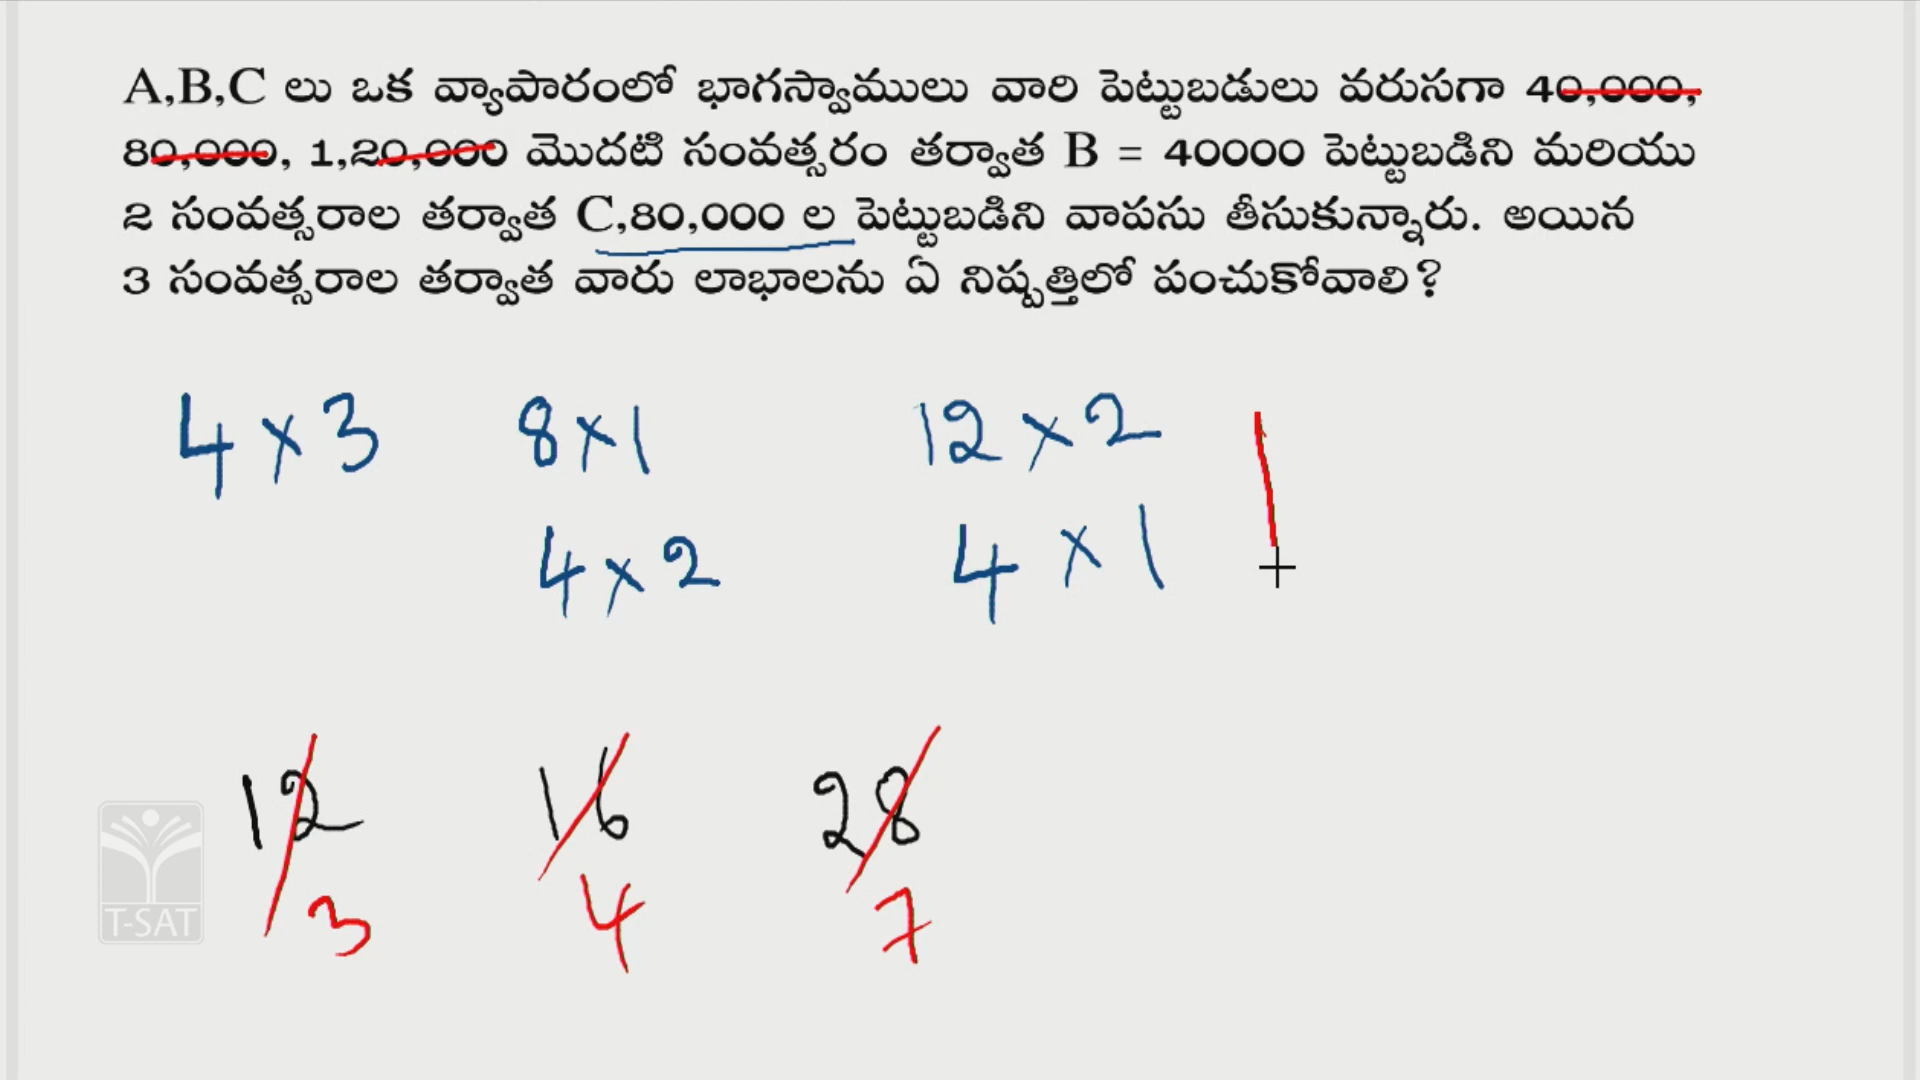 A,B,C లు ఒక వ్యాపారంలో భాగస్వాములు వారి పెట్టుబడులు వరుసగా 40,000,
80,000, 1,20,000 మొదటి సంవత్సరం తర్వాత B = 40000 పెట్టుబడిని మరియు
2 సంవత్సరాల తర్వాత C,80,000 ల పెట్టుబడిని వాపసు తీసుకున్నారు. అయిన
3 సంవత్సరాల తర్వాత వారు లాభాలను ఏ నిష్పత్తిలో పంచుకోవాలి?
4 × 3 8 × 1 12 × 2
4 × 2 4 × 1
12 16 28
3 4 7
T-SAT